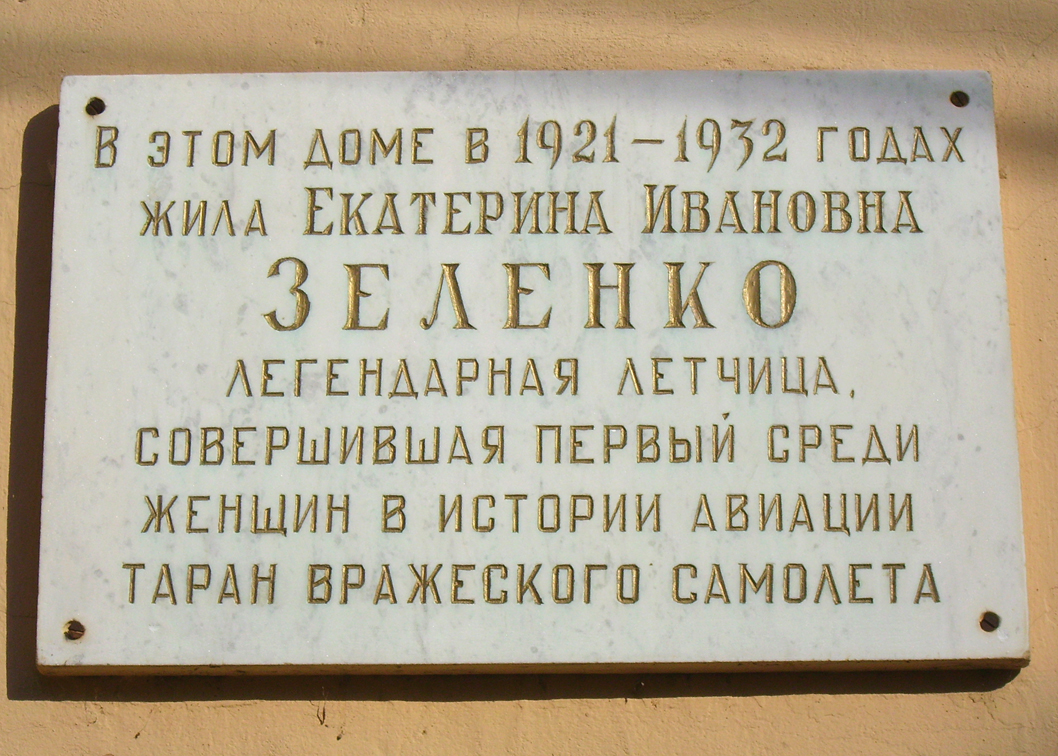 В ЭТОМ ДОМЕ В 1921–1932 ГОДАХ
ЖИЛА ЕКАТЕРИНА ИВАНОВНА
ЗЕЛЕНКО
ЛЕГЕНДАРНАЯ ЛЕТЧИЦА,
СОВЕРШИВШАЯ ПЕРВЫЙ СРЕДИ
ЖЕНЩИН В ИСТОРИИ АВИАЦИИ
ТАРАН ВРАЖЕСКОГО САМОЛЕТА